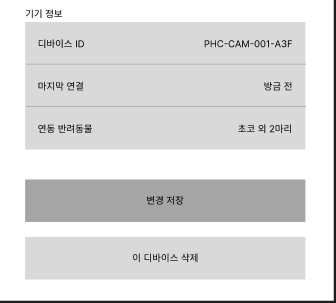 기기 정보
디바이스 ID PHC-CAM-001-A3F
마지막 연결 방금 전
연동 반려동물 초코 외 2마리
변경 저장
이 디바이스 삭제